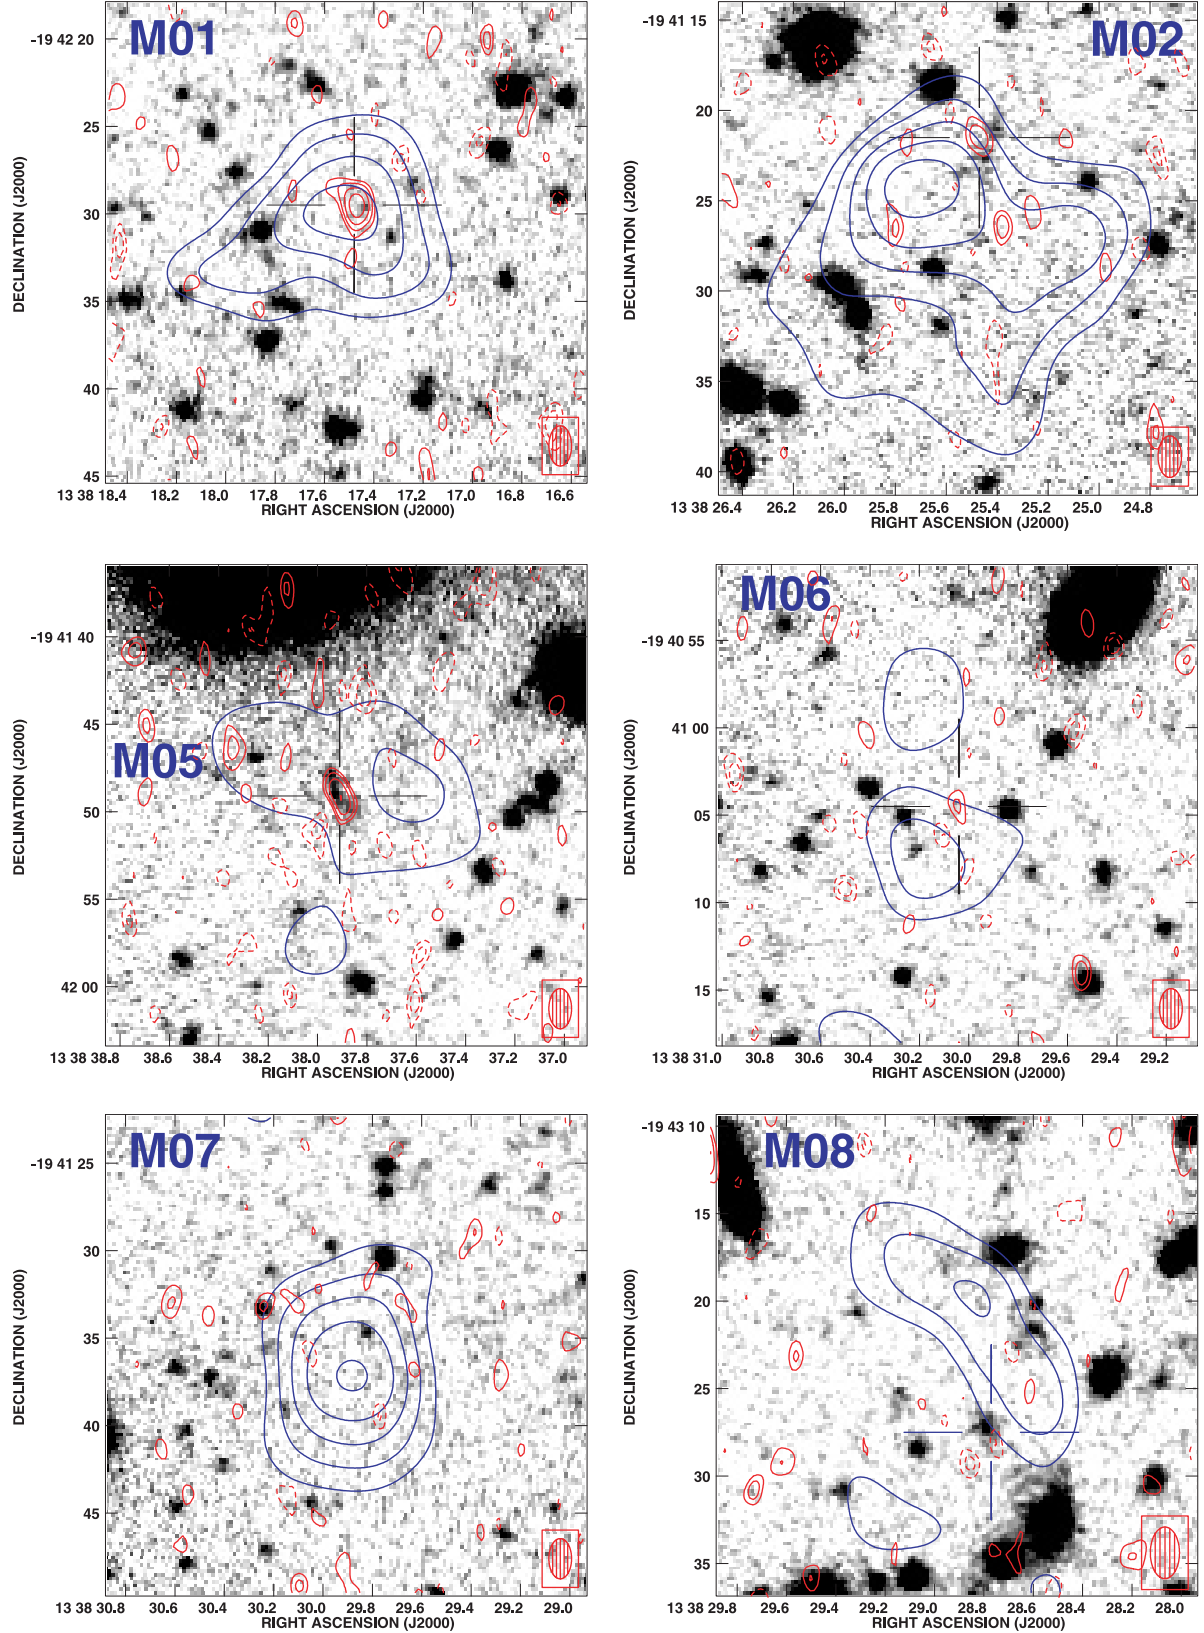 M01
-19 42 20
25
30
35
40
45
DECLINATION (J2000)
13 38 18.4 18.2 18.0 17.8 17.6 17.4 17.2 17.0 16.8 16.6
RIGHT ASCENSION (J2000)
M02
-19 41 15
20
25
30
35
40
DECLINATION (J2000)
13 38 26.4 26.2 26.0 25.8 25.6 25.4 25.2 25.0 24.8
RIGHT ASCENSION (J2000)
M05
-19 41 40
45
50
55
42 00
DECLINATION (J2000)
13 38 38.8 38.6 38.4 38.2 38.0 37.8 37.6 37.4 37.2 37.0
RIGHT ASCENSION (J2000)
M06
-19 40 55
41 00
05
10
15
DECLINATION (J2000)
13 38 31.0 30.8 30.6 30.4 30.2 30.0 29.8 29.6 29.4 29.2
RIGHT ASCENSION (J2000)
M07
-19 41 25
30
35
40
45
DECLINATION (J2000)
13 38 30.8 30.6 30.4 30.2 30.0 29.8 29.6 29.4 29.2 29.0
RIGHT ASCENSION (J2000)
M08
-19 43 10
15
20
25
30
35
DECLINATION (J2000)
13 38 29.8 29.6 29.4 29.2 29.0 28.8 28.6 28.4 28.2 28.0
RIGHT ASCENSION (J2000)